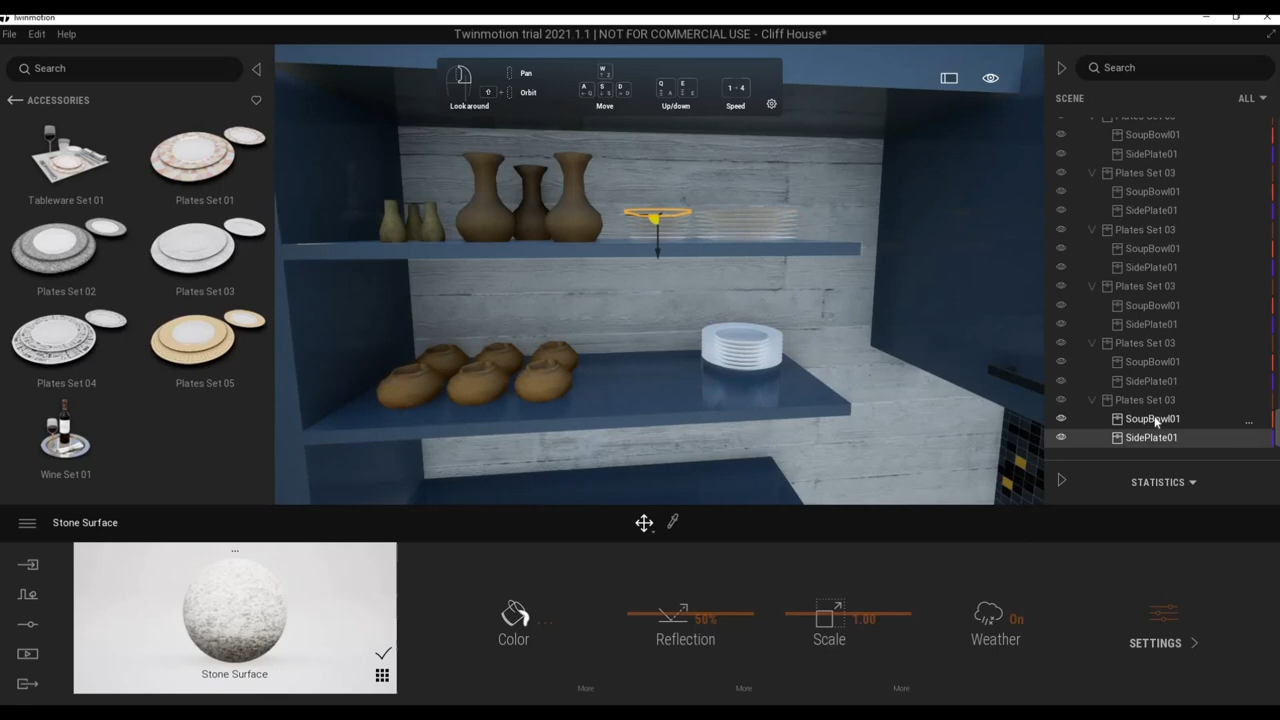 Twinmotion
File Edit Help
Twinmotion trial 2021.1.1 | NOT FOR COMMERCIAL USE - Cliff House*
Search
ACCESSORIES
Tableware Set 01
Plates Set 01
Plates Set 02
Plates Set 03
Plates Set 04
Plates Set 05
Wine Set 01
Look around
Pan
Orbit
Move
Up/down
1 - 4
Speed
Search
SCENE
ALL
Plates Set 03
SoupBowl01
SidePlate01
Plates Set 03
SoupBowl01
SidePlate01
Plates Set 03
SoupBowl01
SidePlate01
Plates Set 03
SoupBowl01
SidePlate01
Plates Set 03
SoupBowl01
SidePlate01
Plates Set 03
SoupBowl01
...
SidePlate01
STATISTICS
Stone Surface
...
Stone Surface
Color
...
50%
Reflection
1.00
Scale
On
Weather
SETTINGS
More
More
More